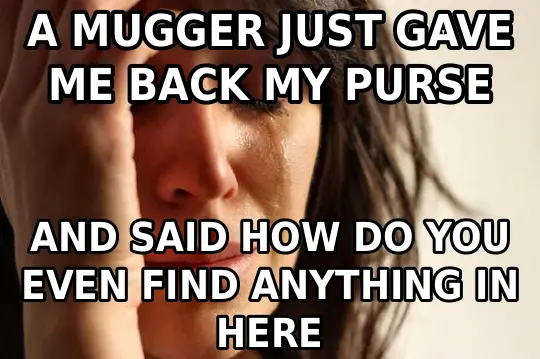 A MUGGER JUST GAVE
ME BACK MY PURSE
AND SAID HOW DO YOU
EVEN FIND ANYTHING IN
HERE